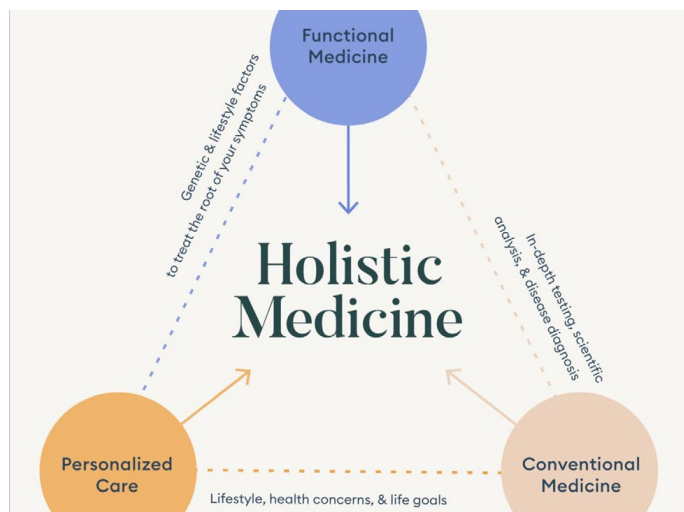 Functional
Medicine
Genetic & lifestyle factors
to treat the root of your symptoms
In-depth testing, scientific
analysis, & disease diagnosis
Holistic
Medicine
Personalized
Care
Conventional
Medicine
Lifestyle, health concerns, & life goals